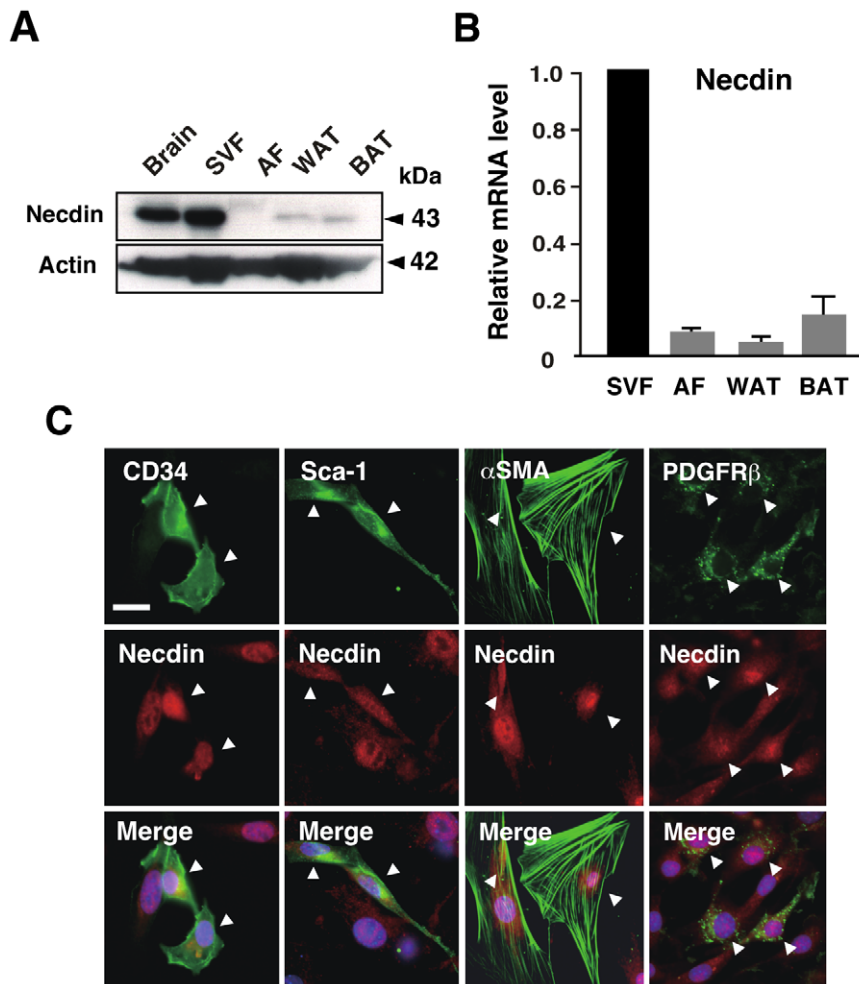 A
Brain SVF AF WAT BAT
kDa
Necdin 43
Actin 42
B
Necdin
Relative mRNA level
1.0
0.8
0.6
0.4
0.2
0
SVF AF WAT BAT
C
CD34 Sca-1 αSMA PDGFRβ
Necdin Necdin Necdin Necdin
Merge Merge Merge Merge